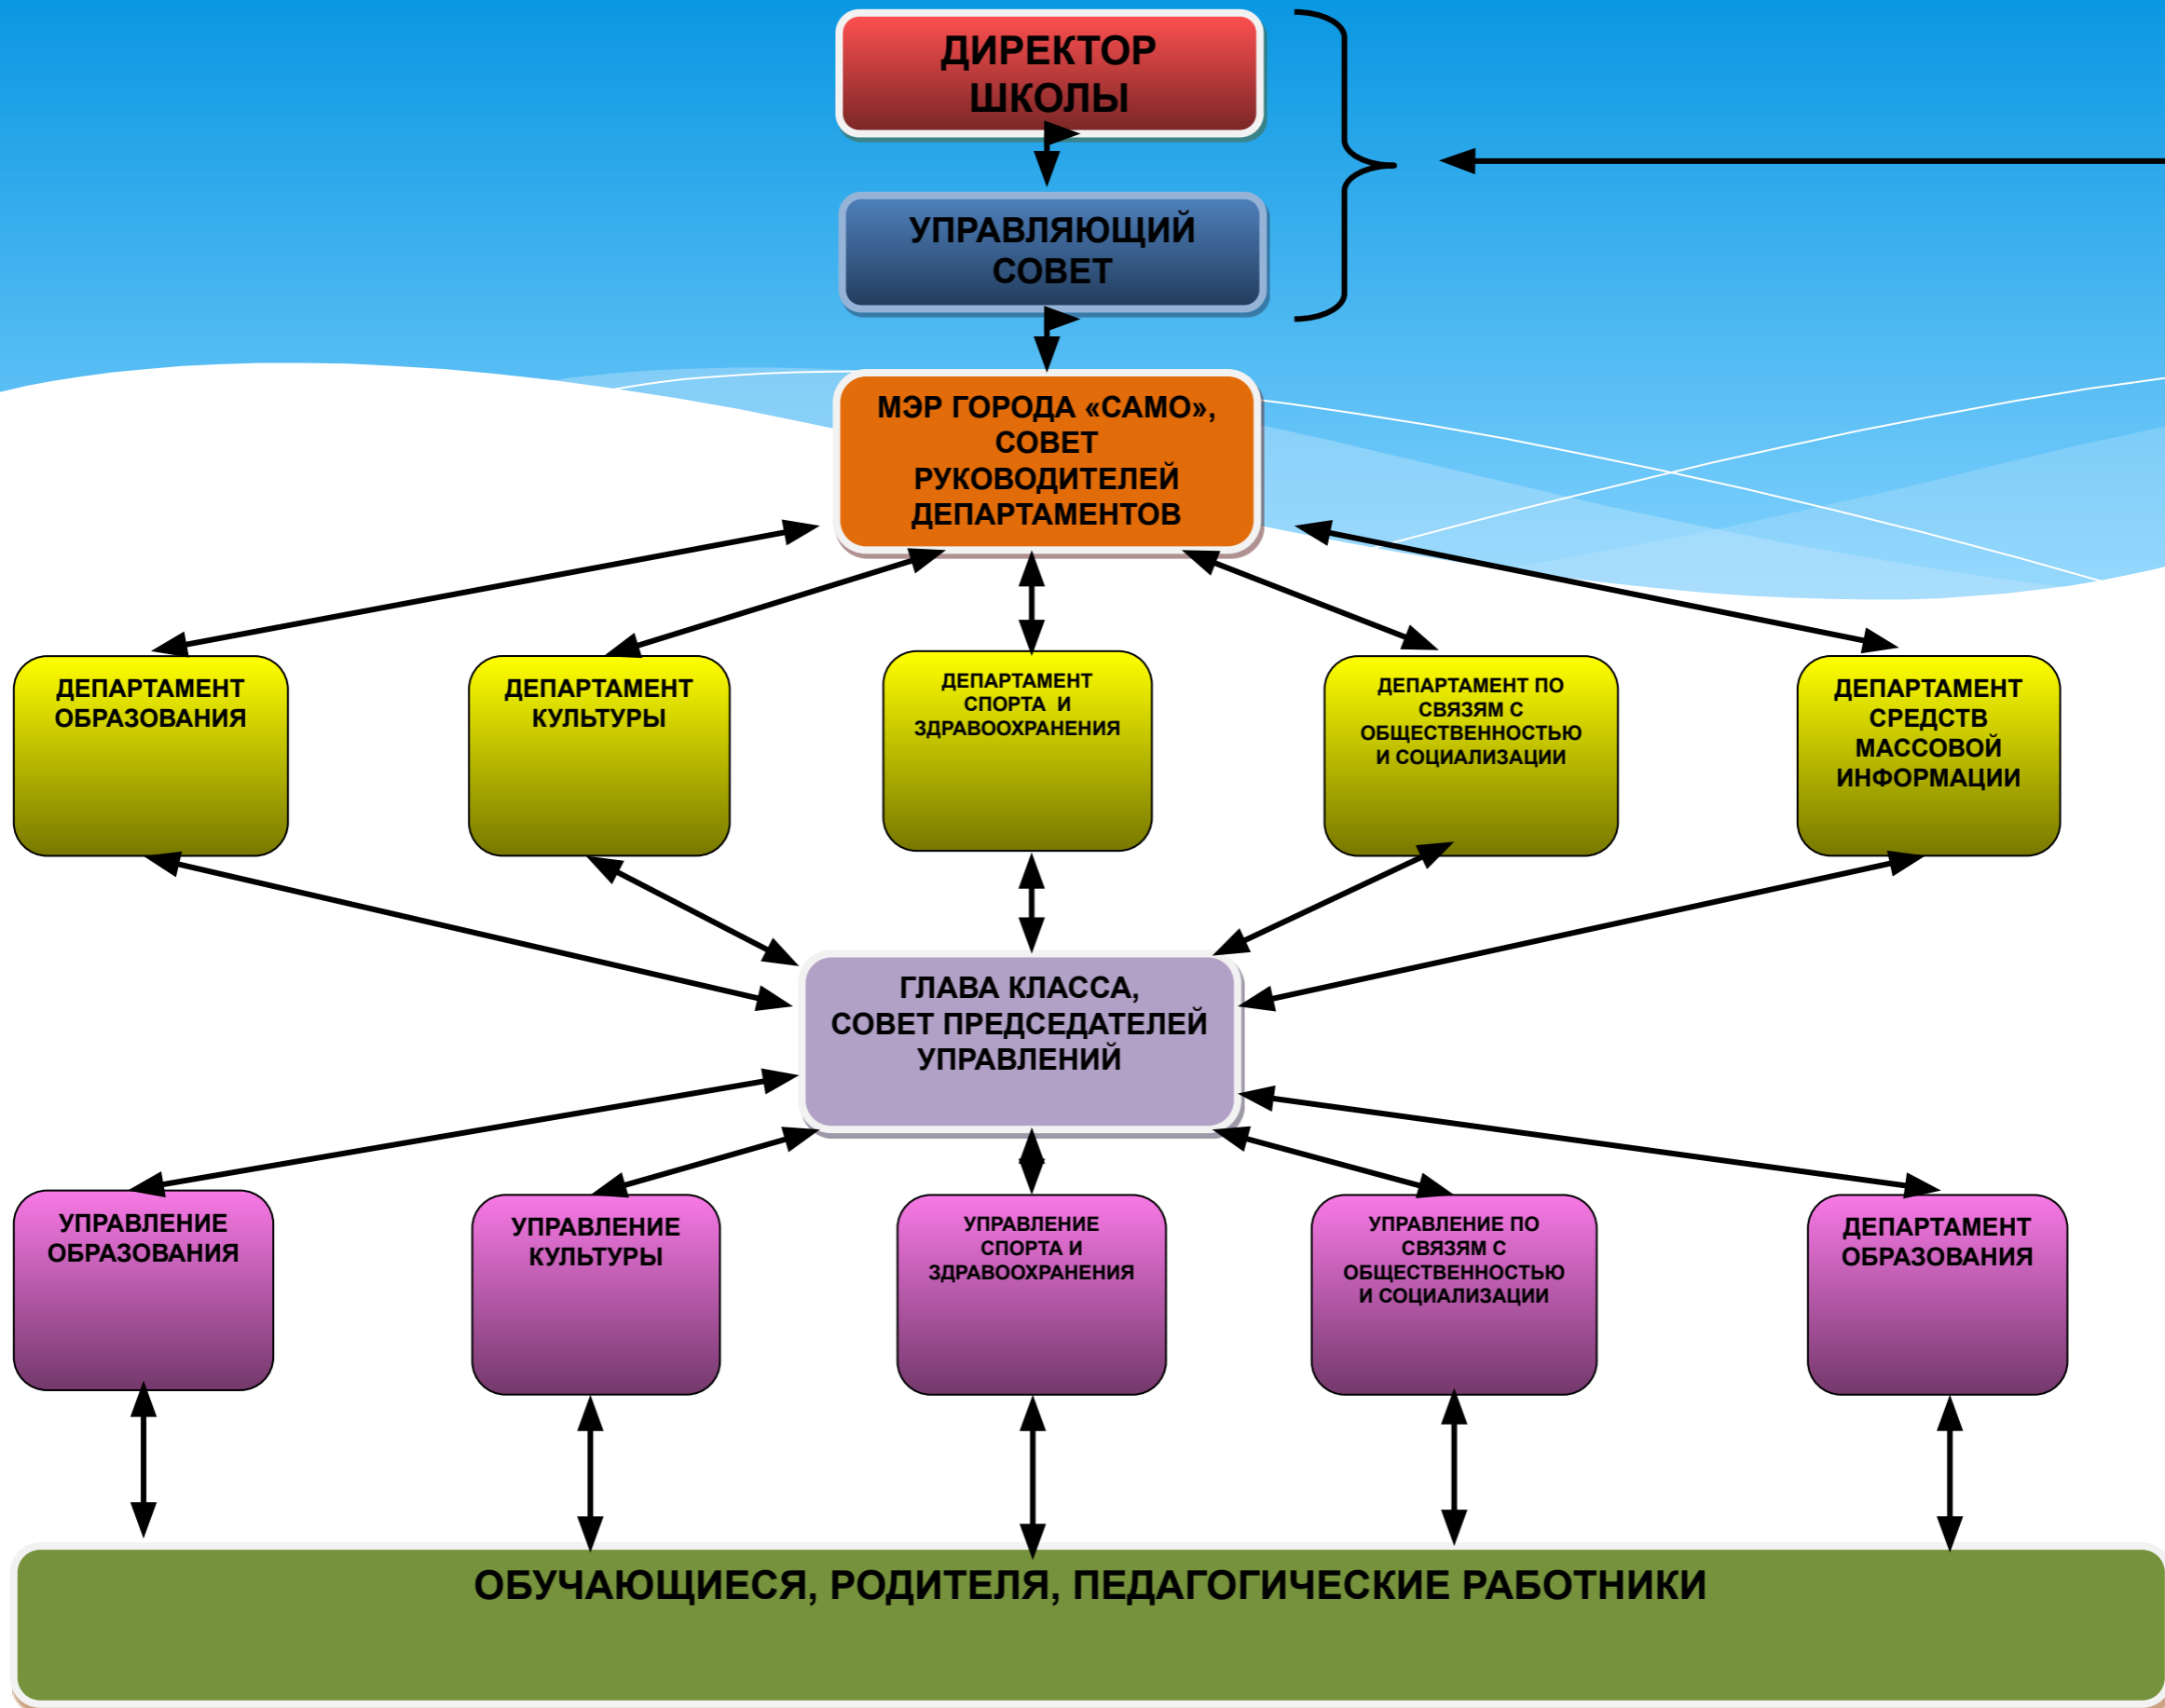 ДИРЕКТОР
ШКОЛЫ
УПРАВЛЯЮЩИЙ
СОВЕТ
МЭР ГОРОДА «САМО»,
СОВЕТ
РУКОВОДИТЕЛЕЙ
ДЕПАРТАМЕНТОВ
ДЕПАРТАМЕНТ
ОБРАЗОВАНИЯ
ДЕПАРТАМЕНТ
КУЛЬТУРЫ
ДЕПАРТАМЕНТ
СПОРТА И
ЗДРАВООХРАНЕНИЯ
ДЕПАРТАМЕНТ ПО
СВЯЗЯМ С
ОБЩЕСТВЕННОСТЬЮ
И СОЦИАЛИЗАЦИИ
ДЕПАРТАМЕНТ
СРЕДСТВ
МАССОВОЙ
ИНФОРМАЦИИ
ГЛАВА КЛАССА,
СОВЕТ ПРЕДСЕДАТЕЛЕЙ
УПРАВЛЕНИЙ
УПРАВЛЕНИЕ
ОБРАЗОВАНИЯ
УПРАВЛЕНИЕ
КУЛЬТУРЫ
УПРАВЛЕНИЕ
СПОРТА И
ЗДРАВООХРАНЕНИЯ
УПРАВЛЕНИЕ ПО
СВЯЗЯМ С
ОБЩЕСТВЕННОСТЬЮ
И СОЦИАЛИЗАЦИИ
ДЕПАРТАМЕНТ
ОБРАЗОВАНИЯ
ОБУЧАЮЩИЕСЯ, РОДИТЕЛЯ, ПЕДАГОГИЧЕСКИЕ РАБОТНИКИ